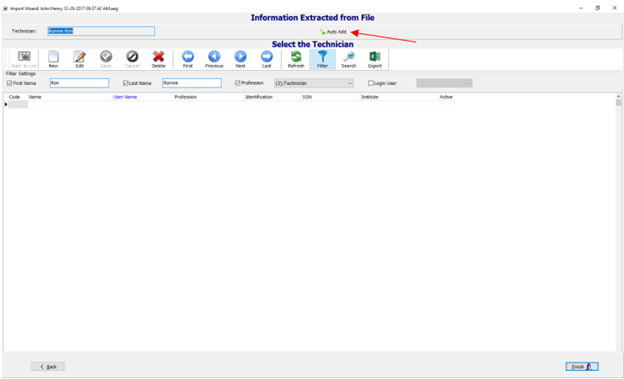 Import Wizard: John.Henry.12-29-2017 09.37.42 AM.eeg
Information Extracted from File
Technician: Ronnie Ron Auto Add
Select the Technician
Back to List New Edit Save Cancel Delete First Previous Next Last Refresh Filter Search Export
Filter Settings
First Name Ron Last Name Ronnie Profession (2);Technician Login User
Code Name User Name Profession Identification SSN Institute Active
< Back Finish